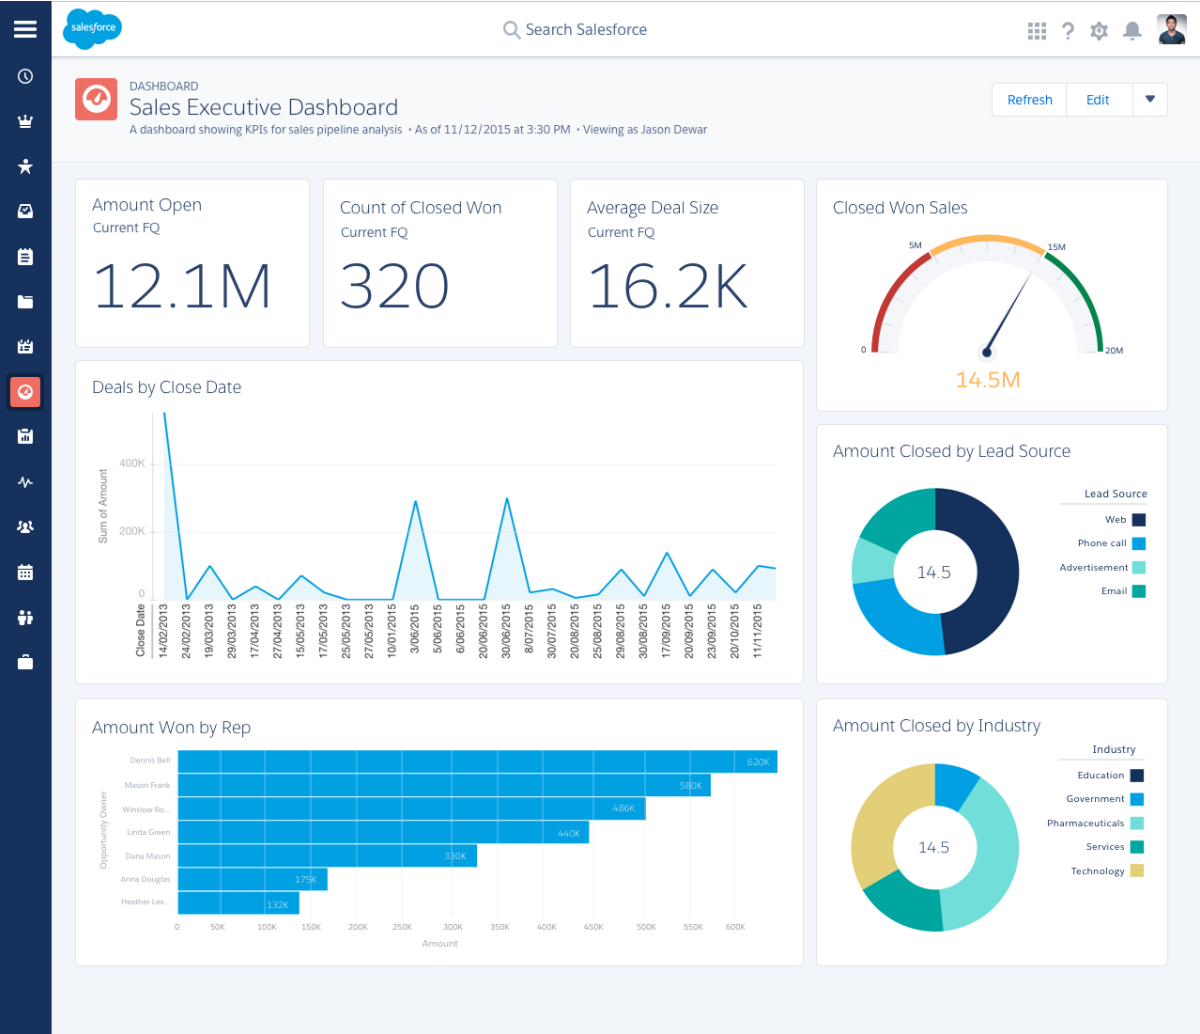 salesforce
Search Salesforce
?
DASHBOARD
Sales Executive Dashboard
A dashboard showing KPIs for sales pipeline analysis • As of 11/12/2015 at 3:30 PM • Viewing as Jason Dewar
Refresh
Edit
Amount Open
Current FQ
12.1M
Count of Closed Won
Current FQ
320
Average Deal Size
Current FQ
16.2K
Closed Won Sales
5M
15M
0
20M
14.5M
Deals by Close Date
Sum of Amount
400K
200K
0
Close Date
14/02/2013
24/02/2013
19/03/2013
29/03/2013
17/04/2013
27/04/2013
15/05/2013
17/05/2013
25/05/2013
27/05/2013
10/01/2015
3/06/2015
5/06/2015
6/06/2015
20/06/2015
30/06/2015
8/07/2015
30/07/2015
20/08/2015
25/08/2015
29/08/2015
30/08/2015
17/09/2015
20/09/2015
23/09/2015
20/10/2015
11/11/2015
Amount Closed by Lead Source
14.5
Lead Source
Web
Phone call
Advertisement
Email
Amount Won by Rep
Opportunity Owner
Dennis Bell
620K
Mason Frank
580K
Winslow Ro...
486K
Linda Green
440K
Dana Mason
330K
Anna Douglas
175K
Heather Lex...
132K
0 50K 100K 150K 200K 250K 300K 350K 400K 450K 500K 550K 600K
Amount
Amount Closed by Industry
14.5
Industry
Education
Government
Pharmaceuticals
Services
Technology